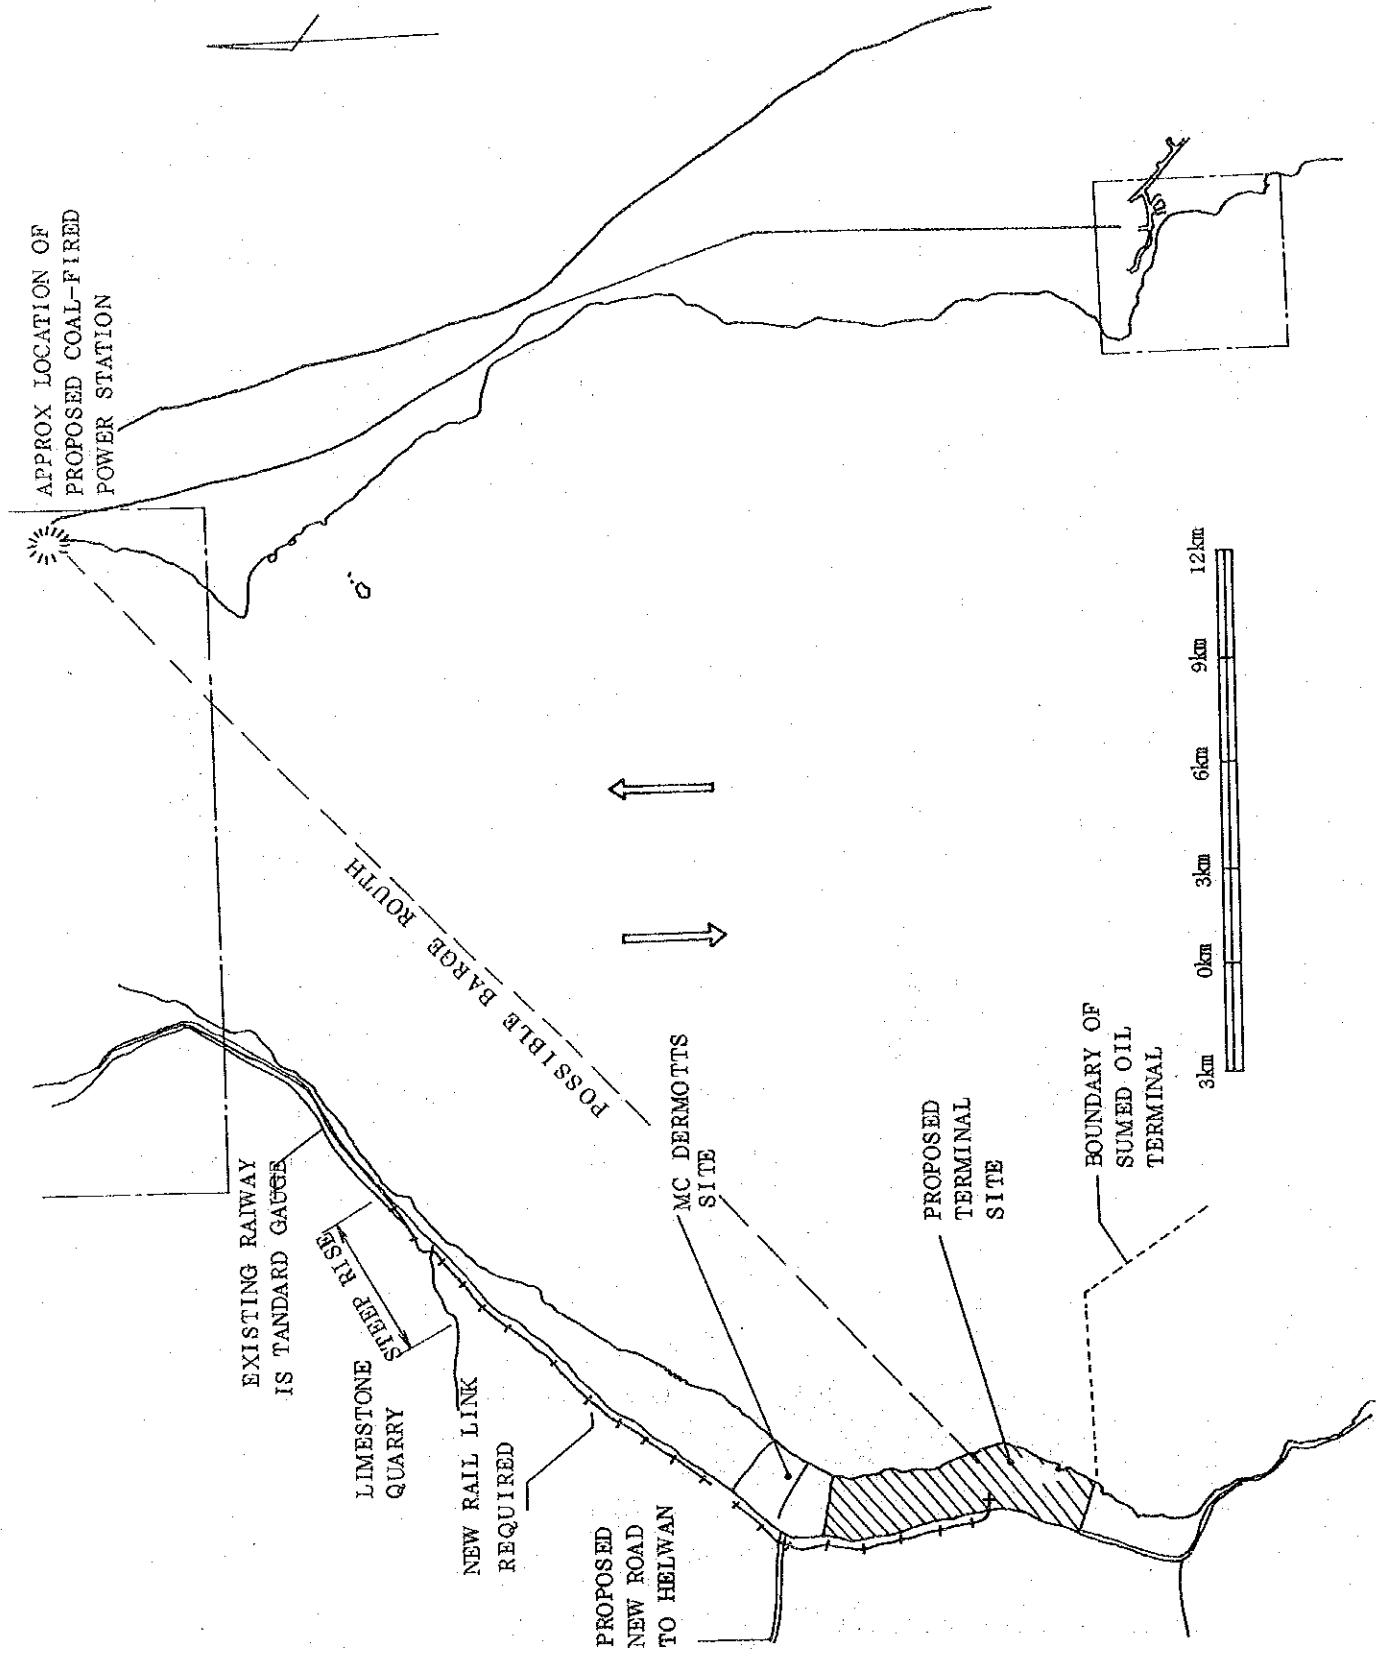 APPROX LOCATION OF
PROPOSED COAL-FIRED
POWER STATION
EXISTING RAIWAY
IS TANDARD GAUGE
STEEP RISE
LIMESTONE
QUARRY
NEW RAIL LINK
REQUIRED
PROPOSED
NEW ROAD
TO HELWAN
POSSIBLE BARGE ROUTH
MC DERMOTTS
SITE
PROPOSED
TERMINAL
SITE
BOUNDARY OF
SUMED OIL
TERMINAL
3km 0km 3km 6km 9km 12km